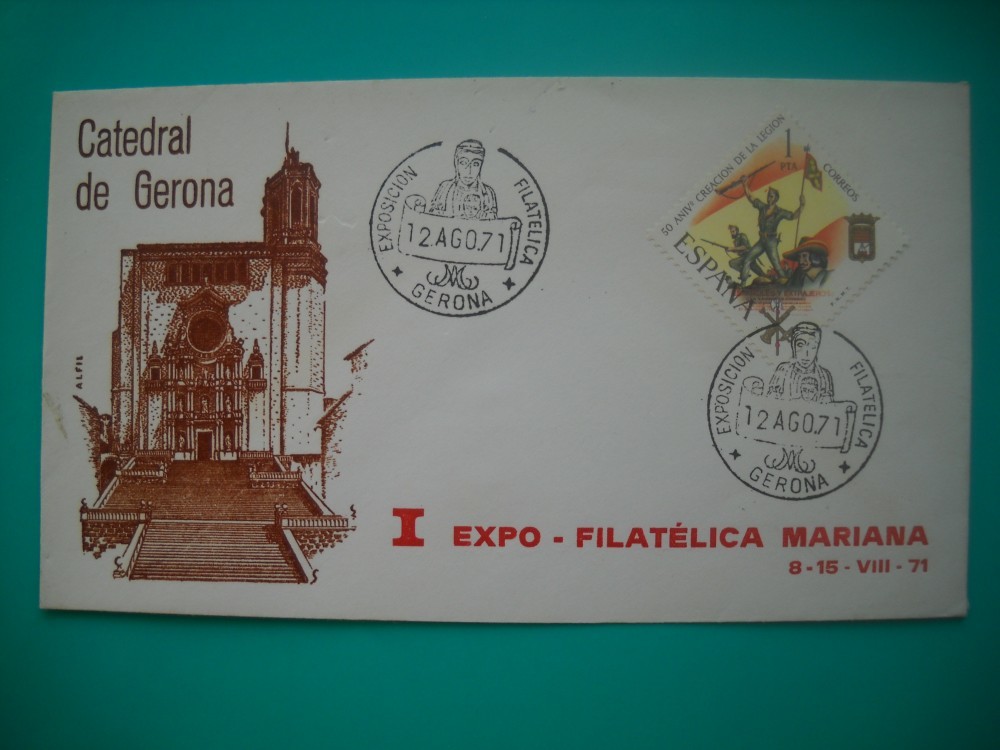 Catedral
de Gerona
ALFIL
EXPOSICION FILATELICA
12.AGO.71
GERONA
50 ANIVº CREACION DE LA LEGION
1
PTA
CORREOS
ESPAÑA
EXPOSICION FILATELICA
12.AGO.71
GERONA
I EXPO - FILATÉLICA MARIANA
8-15 - VIII - 71